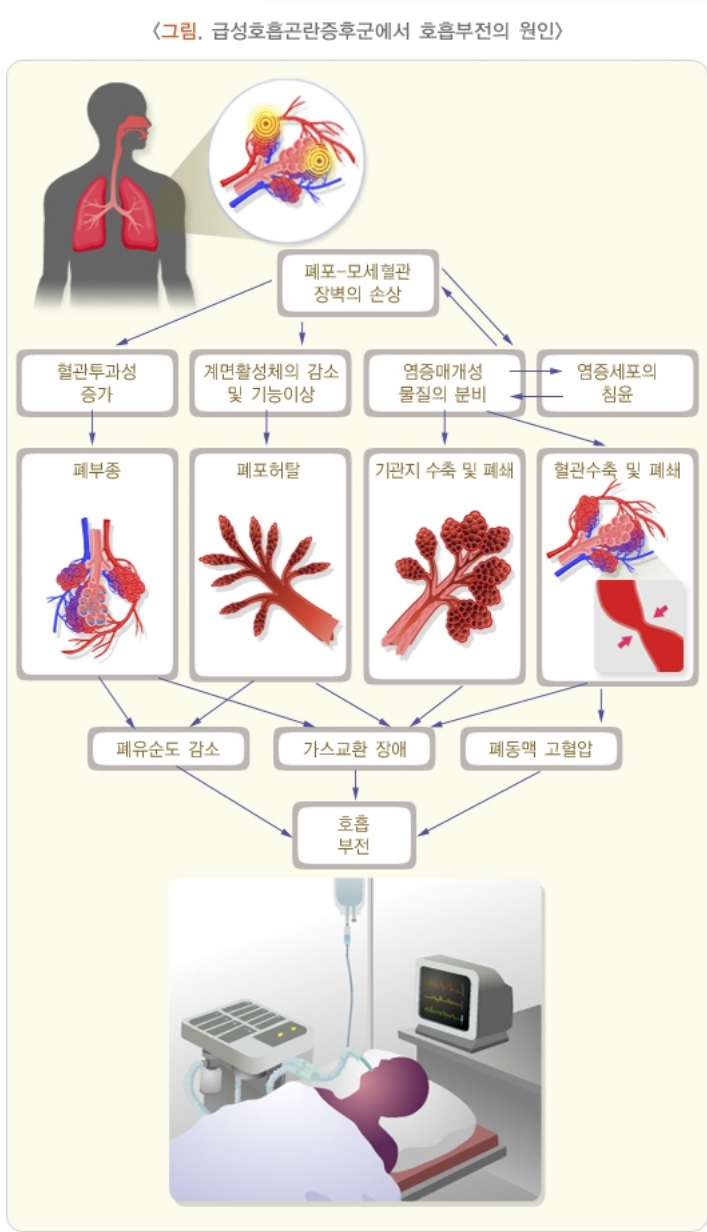 〈그림. 급성호흡곤란증후군에서 호흡부전의 원인〉
폐포-모세혈관
장벽의 손상
혈관투과성
증가
계면활성체의 감소
및 기능이상
염증매개성
물질의 분비
염증세포의
침윤
폐부종
폐포허탈
기관지 수축 및 폐쇄
혈관수축 및 폐쇄
폐유순도 감소
가스교환 장애
폐동맥 고혈압
호흡
부전